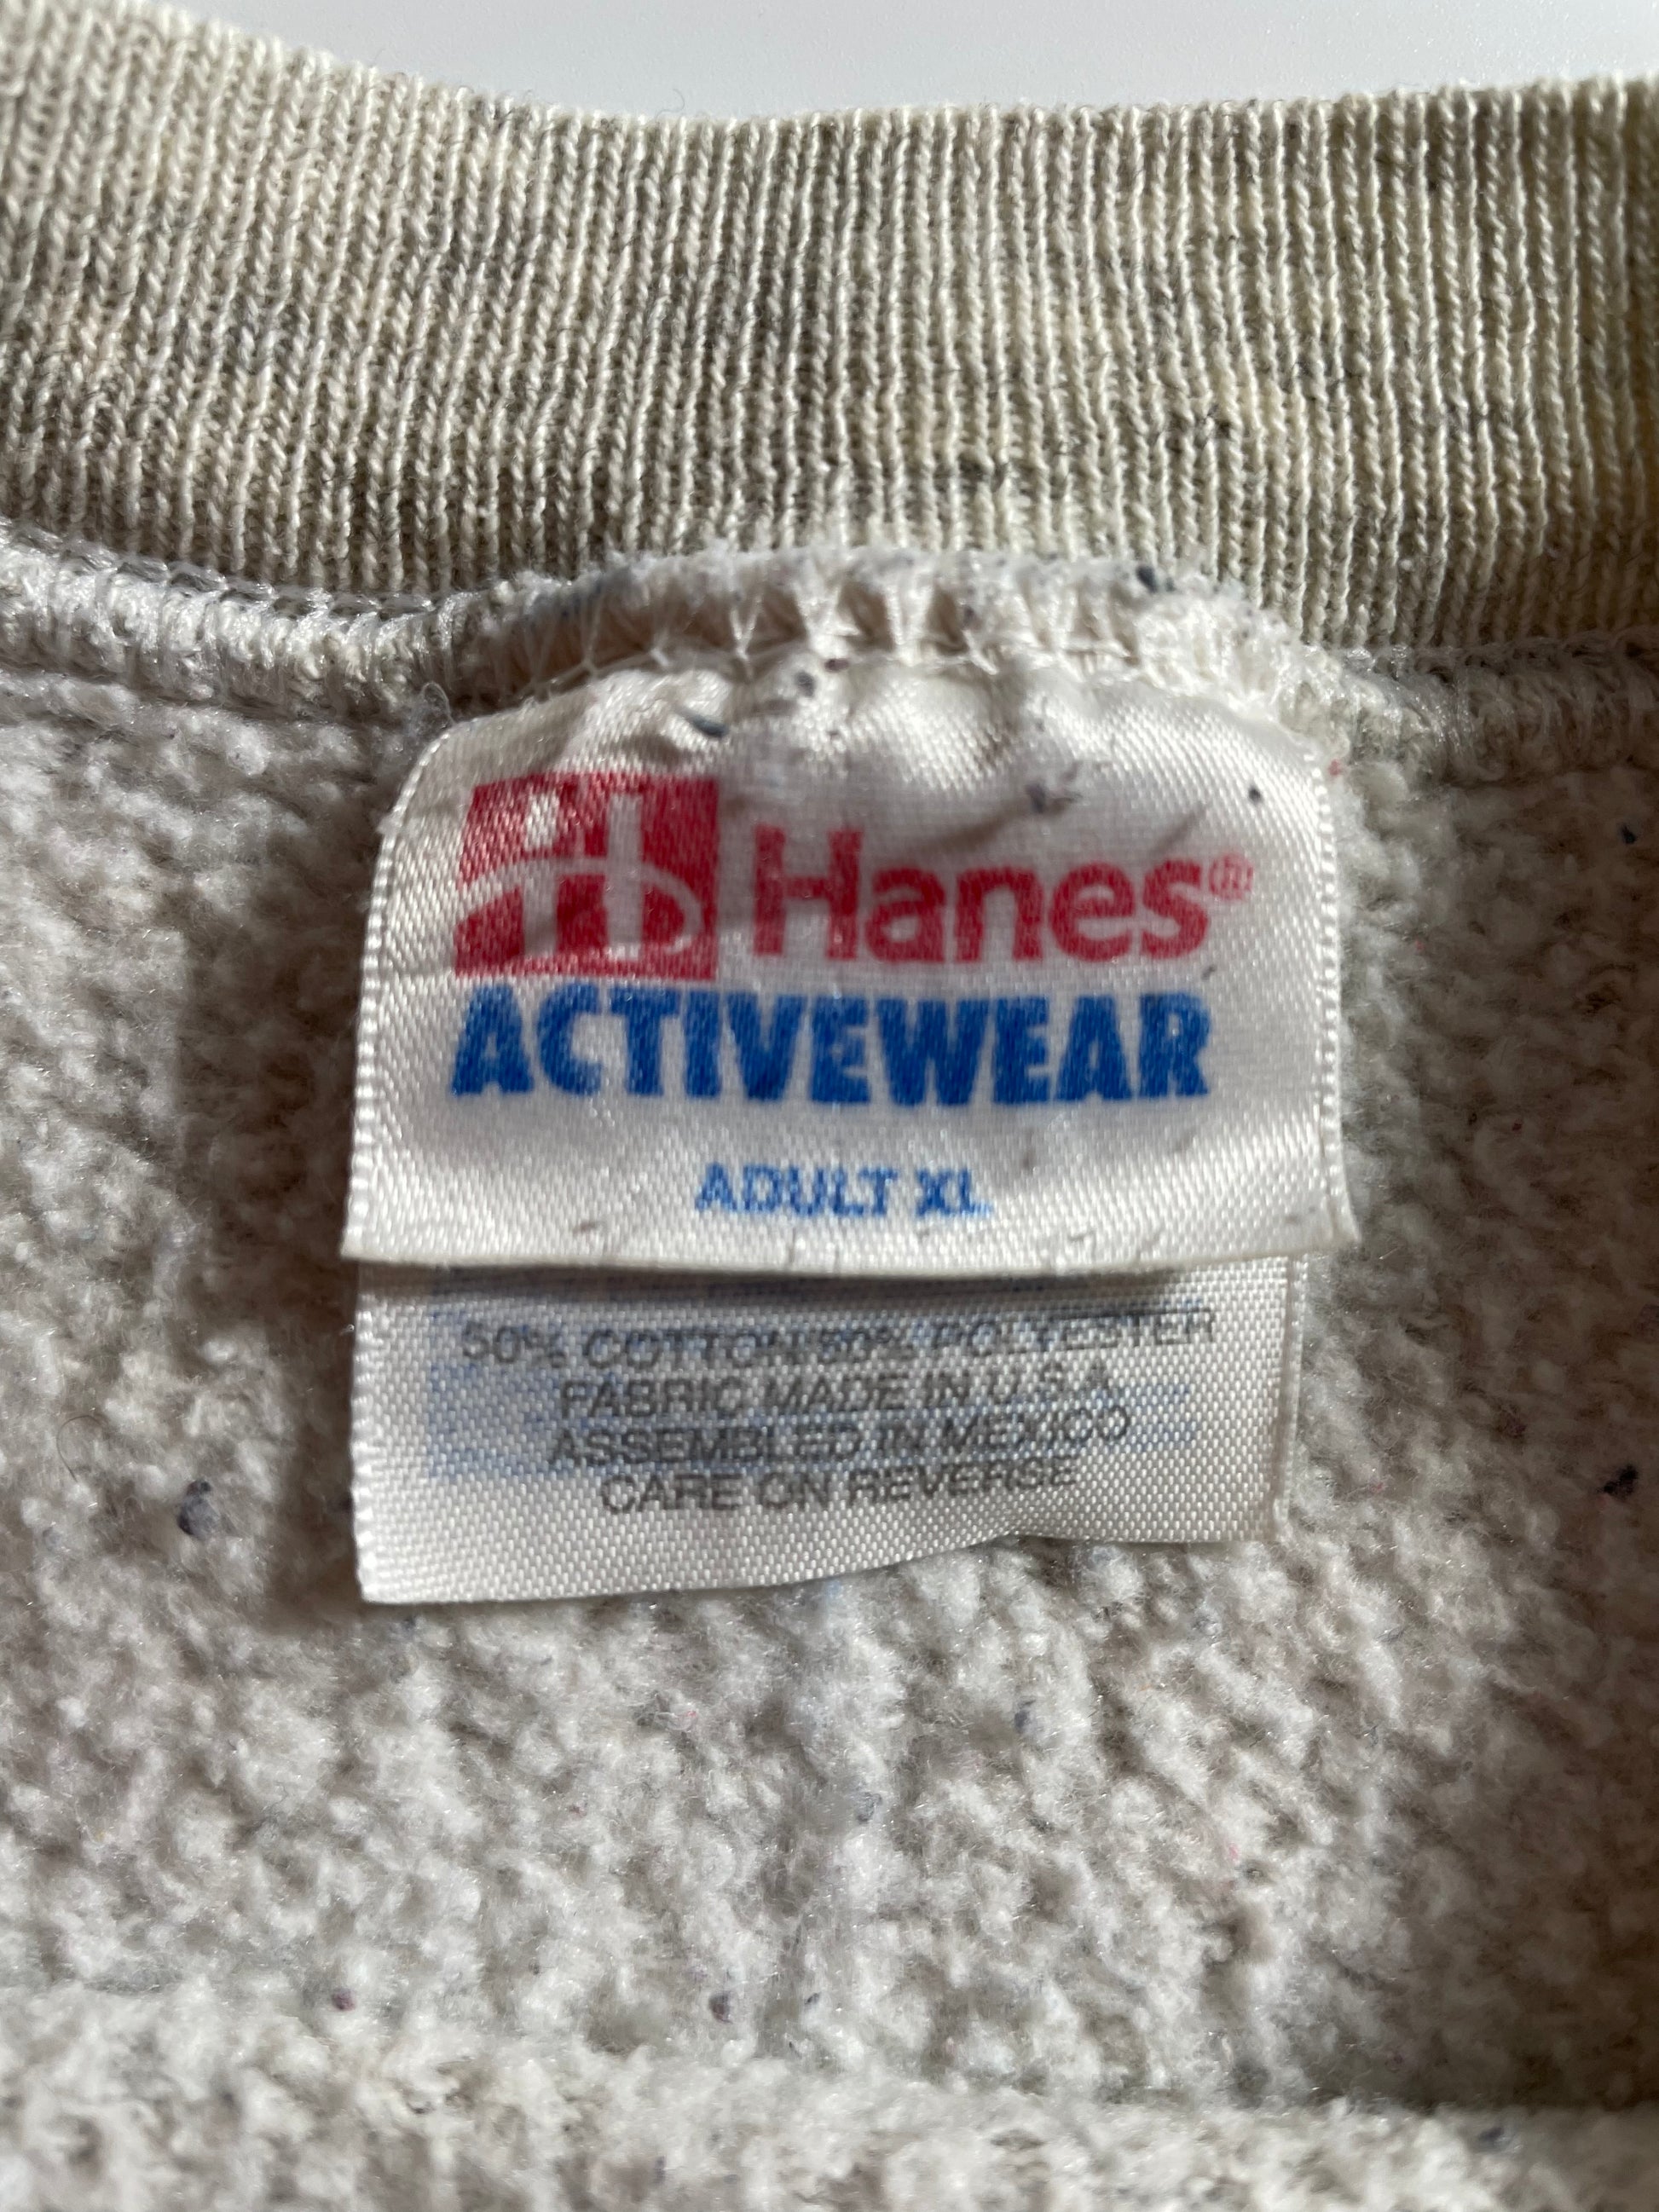 Hanes®
ACTIVEWEAR
ADULT XL
50% COTTON/50% POLYESTER
FABRIC MADE IN U.S.A
ASSEMBLED IN MEXICO
CARE ON REVERSE